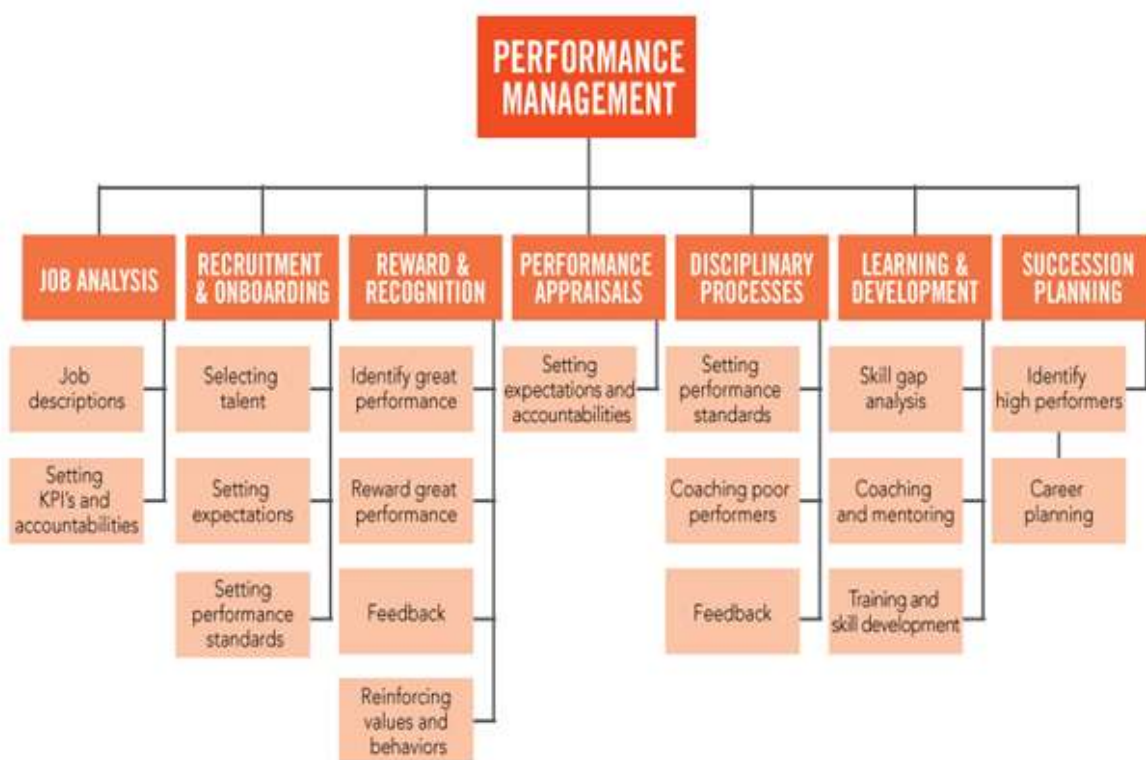 PERFORMANCE
MANAGEMENT
JOB ANALYSIS
RECRUITMENT
& ONBOARDING
REWARD &
RECOGNITION
PERFORMANCE
APPRAISALS
DISCIPLINARY
PROCESSES
LEARNING &
DEVELOPMENT
SUCCESSION
PLANNING
Job
descriptions
Setting
KPI's and
accountabilities
Selecting
talent
Setting
expectations
Setting
performance
standards
Identify great
performance
Reward great
performance
Feedback
Reinforcing
values and
behaviors
Setting
expectations and
accountabilities
Setting
performance
standards
Coaching poor
performers
Feedback
Skill gap
analysis
Coaching
and mentoring
Training and
skill development
Identify
high performers
Career
planning